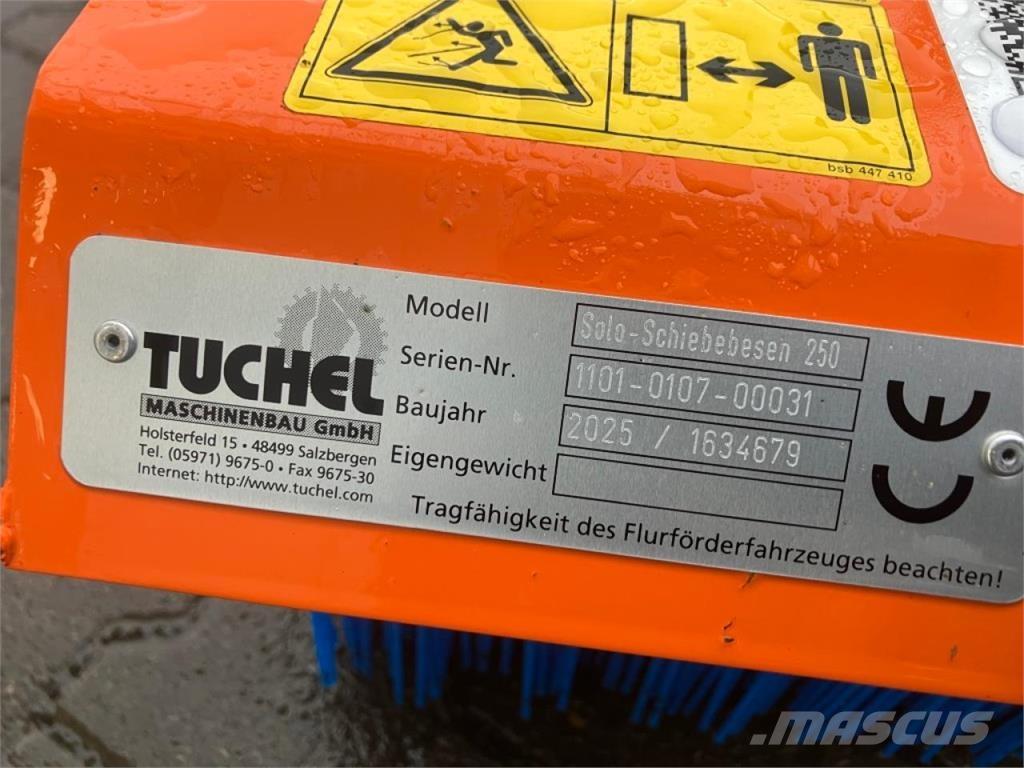 bsb 447 410
TUCHEL
MASCHINENBAU GmbH
Holsterfeld 15 • 48499 Salzbergen
Tel. (05971) 9675-0 • Fax 9675-30
Internet: http://www.tuchel.com
Modell Solo-Schiebebesen 250
Serien-Nr. 1101-0107-00031
Baujahr 2025 / 1634679
Eigengewicht
Tragfähigkeit des Flurförderfahrzeuges beachten!
CE
MASCUS